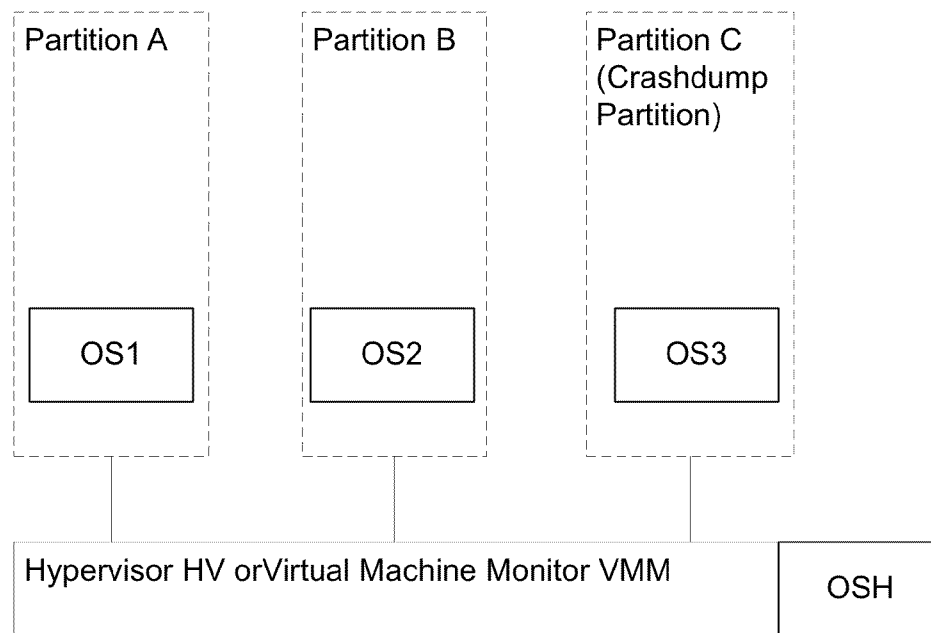 Partition A
Partition B
Partition C
(Crashdump
Partition)
OS1
OS2
OS3
Hypervisor HV orVirtual Machine Monitor VMM
OSH